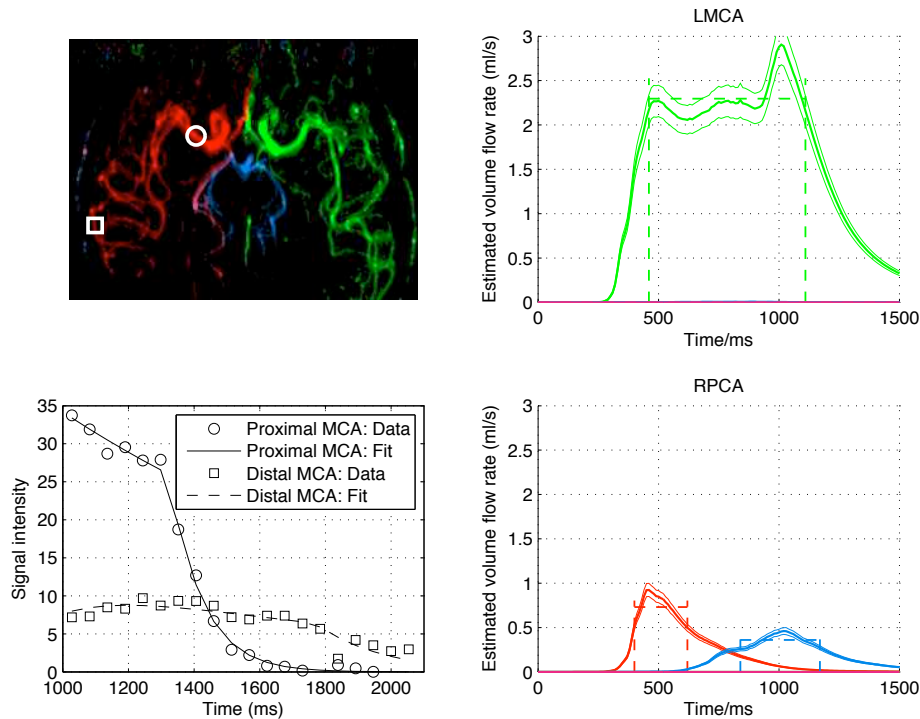 LMCA
Estimated volume flow rate (ml/s)
3
2.5
2
1.5
1
0.5
0
0 500 1000 1500
Time/ms
Signal intensity
35
30
25
20
15
10
5
0
Proximal MCA: Data
Proximal MCA: Fit
Distal MCA: Data
Distal MCA: Fit
1000 1200 1400 1600 1800 2000
Time (ms)
RPCA
Estimated volume flow rate (ml/s)
3
2.5
2
1.5
1
0.5
0
0 500 1000 1500
Time/ms